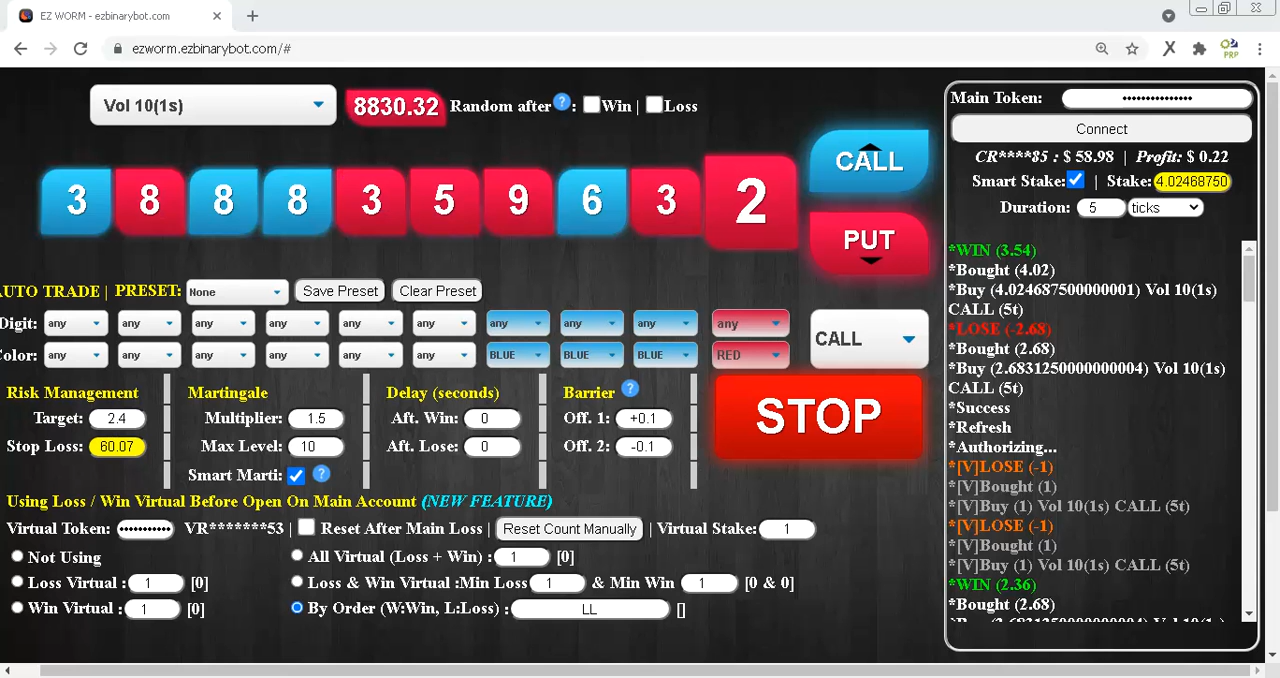 EZ WORM - ezbinarybot.com
ezworm.ezbinarybot.com/#
PRP
Vol 10(1s)
8830.32
Random after ? : Win | Loss
3 8 8 8 3 5 9 6 3 2
CALL
PUT
AUTO TRADE | PRESET: None Save Preset Clear Preset
Digit: any any any any any any any any any any
Color: any any any any any any BLUE BLUE BLUE RED
CALL
Risk Management
Target: 2.4
Stop Loss: 60.07
Martingale
Multiplier: 1.5
Max Level: 10
Smart Marti: ?
Delay (seconds)
Aft. Win: 0
Aft. Lose: 0
Barrier ?
Off. 1: +0.1
Off. 2: -0.1
STOP
Using Loss / Win Virtual Before Open On Main Account (NEW FEATURE)
Virtual Token: •••••••••• VR*******53 | Reset After Main Loss | Reset Count Manually | Virtual Stake: 1
Not Using
All Virtual (Loss + Win) : 1 [0]
Loss Virtual : 1 [0]
Loss & Win Virtual :Min Loss 1 & Min Win 1 [0 & 0]
Win Virtual : 1 [0]
By Order (W:Win, L:Loss) : LL []
Main Token: •••••••••••••••
Connect
CR****85 : $ 58.98 | Profit: $ 0.22
Smart Stake: | Stake: 4.02468750
Duration: 5 ticks
*WIN (3.54)
*Bought (4.02)
*Buy (4.024687500000001) Vol 10(1s)
CALL (5t)
*LOSE (-2.68)
*Bought (2.68)
*Buy (2.6831250000000004) Vol 10(1s)
CALL (5t)
*Success
*Refresh
*Authorizing...
*[V]LOSE (-1)
*[V]Bought (1)
*[V]Buy (1) Vol 10(1s) CALL (5t)
*[V]LOSE (-1)
*[V]Bought (1)
*[V]Buy (1) Vol 10(1s) CALL (5t)
*WIN (2.36)
*Bought (2.68)
*Buy (2.6831250000000004) Vol 10(1s)